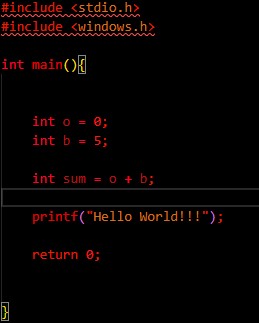 #include <stdio.h>
#include <windows.h>
int main(){
int o = 0;
int b = 5;
int sum = o + b;
printf("Hello World!!!");
return 0;
}